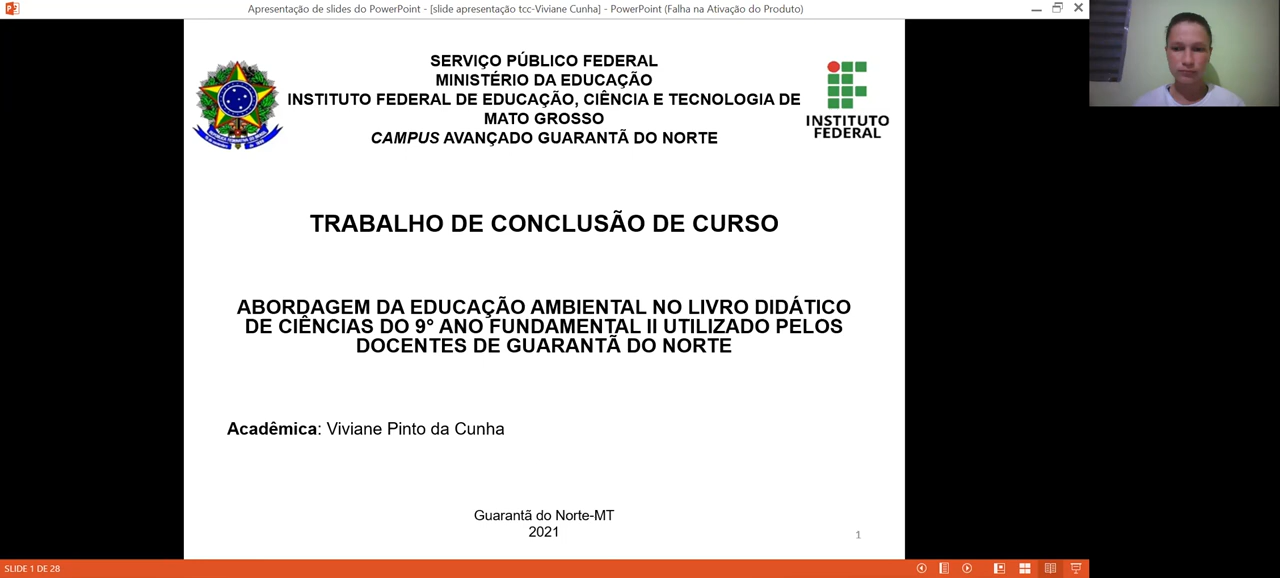 Apresentação de slides do PowerPoint - [slide apresentação tcc-Viviane Cunha] - PowerPoint (Falha na Ativação do Produto)
SERVIÇO PÚBLICO FEDERAL
MINISTÉRIO DA EDUCAÇÃO
INSTITUTO FEDERAL DE EDUCAÇÃO, CIÊNCIA E TECNOLOGIA DE
MATO GROSSO
CAMPUS AVANÇADO GUARANTÃ DO NORTE
INSTITUTO
FEDERAL
TRABALHO DE CONCLUSÃO DE CURSO
ABORDAGEM DA EDUCAÇÃO AMBIENTAL NO LIVRO DIDÁTICO
DE CIÊNCIAS DO 9° ANO FUNDAMENTAL II UTILIZADO PELOS
DOCENTES DE GUARANTÃ DO NORTE
Acadêmica: Viviane Pinto da Cunha
Guarantã do Norte-MT
2021
1
SLIDE 1 DE 28